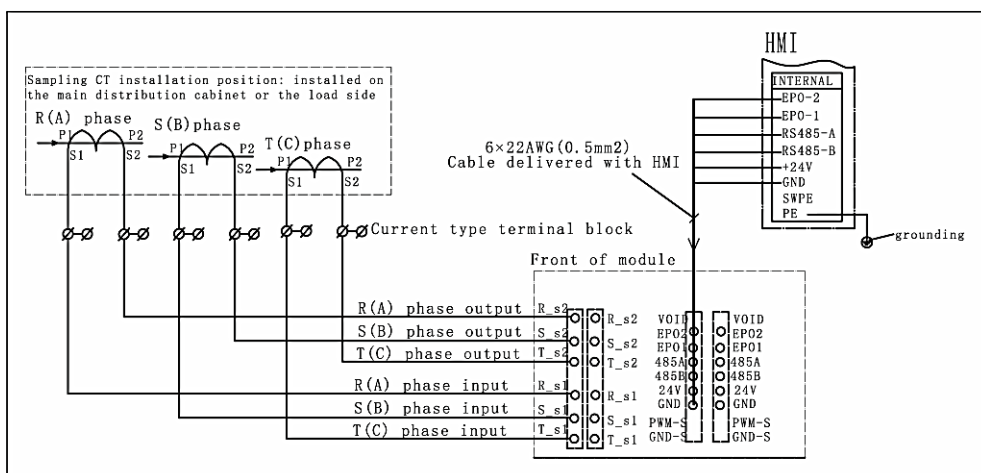 Sampling CT installation position: installed on
the main distribution cabinet or the load side
R(A) phase
P1 P2
S1 S2
S(B)phase
P1 P2
S1 S2
T(C)phase
P1 P2
S1 S2
Current type terminal block
HMI
INTERNAL
EPO-2
EPO-1
RS485-A
RS485-B
+24V
GND
SWPE
PE
grounding
6×22AWG(0.5mm2)
Cable delivered with HMI
Front of module
R(A) phase output R_s2 R_s2
S(B) phase output S_s2 S_s2
T(C) phase output T_s2 T_s2
R(A) phase input R_s1 R_s1
S(B) phase input S_s1 S_s1
T(C) phase input T_s1 T_s1
VOID VOID
EPO2 EPO2
EPO1 EPO1
485A 485A
485B 485B
24V 24V
GND GND
PWM-S PWM-S
GND-S GND-S